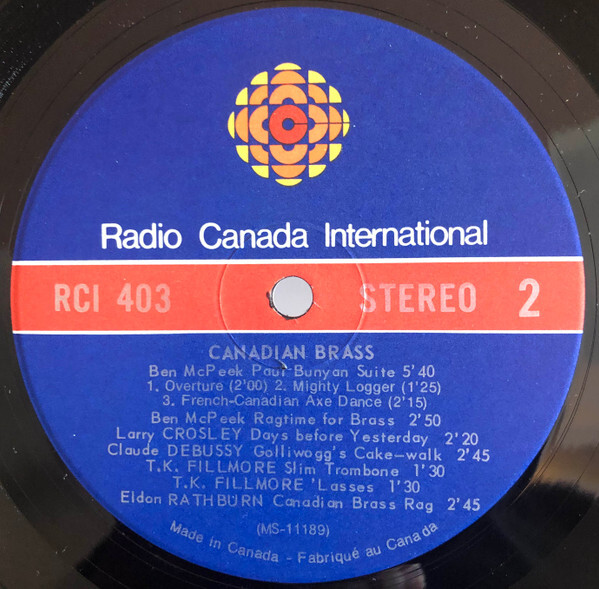 Radio Canada International
RCI 403 STEREO 2
CANADIAN BRASS
Ben McPeek Paul Bunyan Suite 5'40
1. Overture (2'00) 2. Mighty Logger (1'25)
3. French-Canadian Axe Dance (2'15)
Ben McPeek Ragtime for Brass 2'50
Larry CROSLEY Days before Yesterday 2'20
Claude DEBUSSY Golliwogg's Cake-walk 2'45
T.K. FILLMORE Slim Trombone 1'30
T.K. FILLMORE 'Lasses 1'30
Eldon RATHBURN Canadian Brass Rag 2'45
(MS-11189)
Made in Canada - Fabriqué au Canada